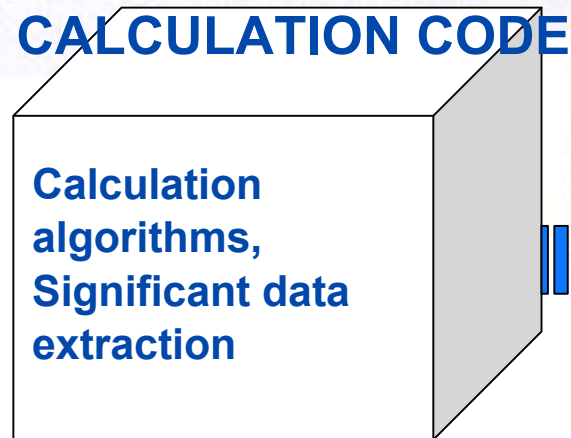 CALCULATION CODE
Calculation
algorithms,
Significant data
extraction